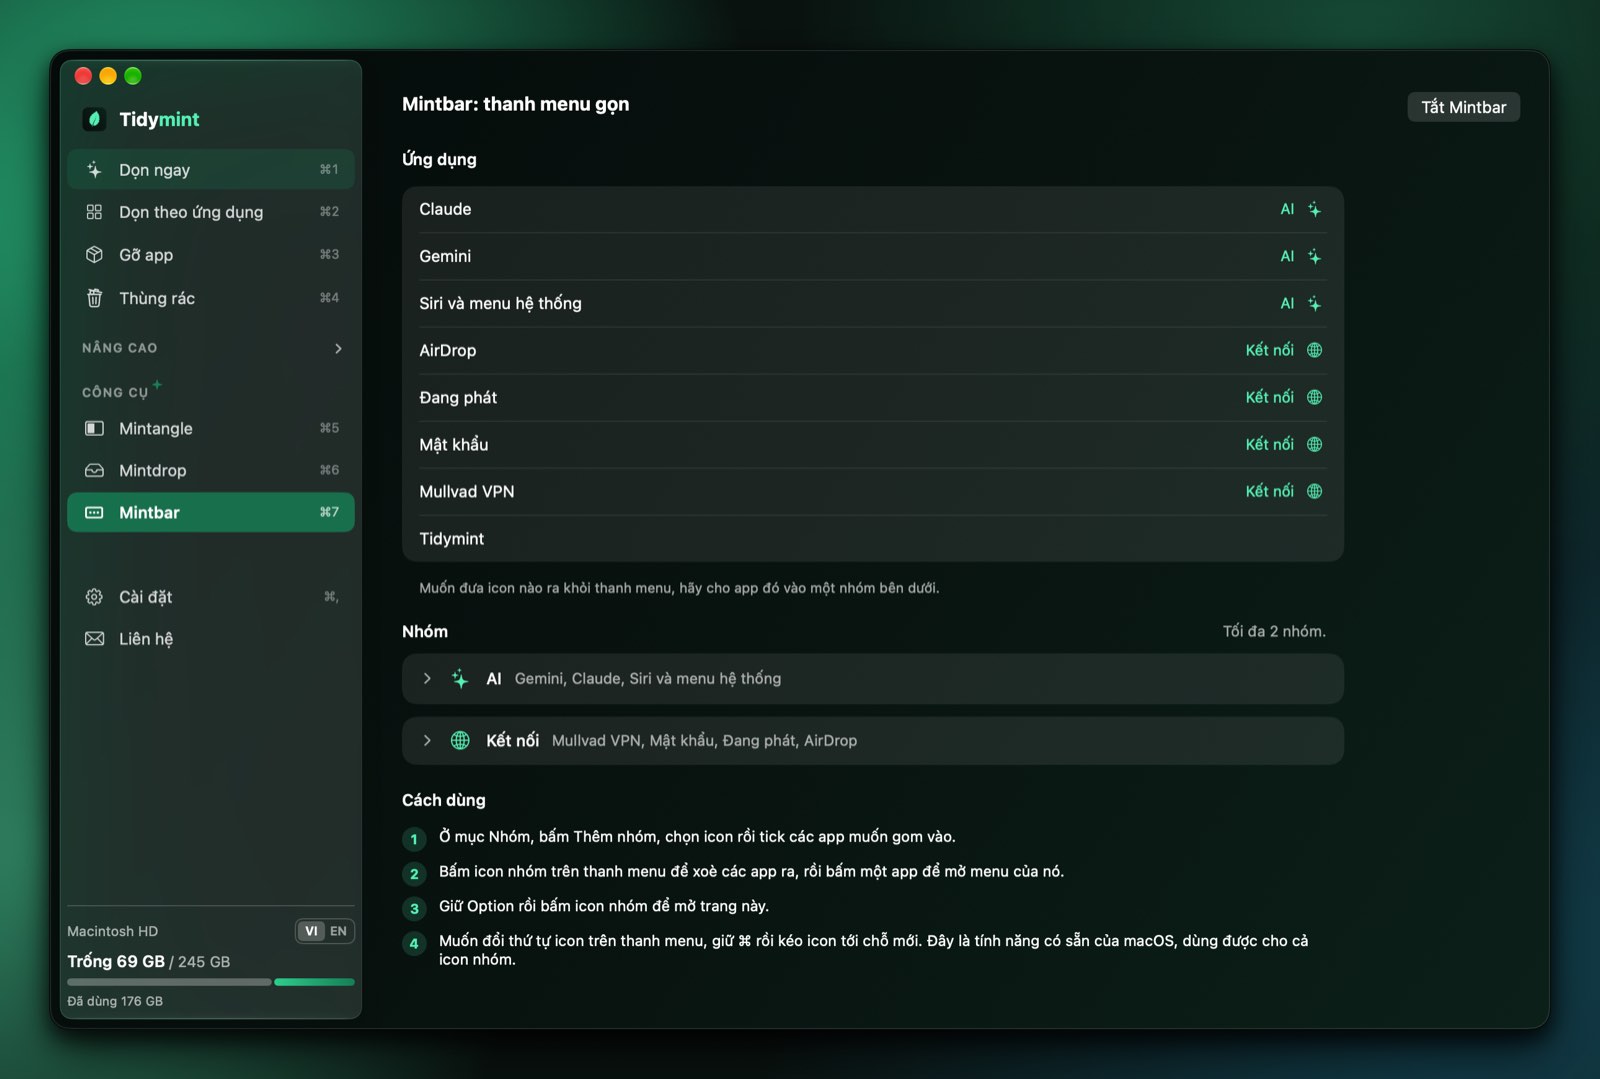 Tidymint
Dọn ngay ⌘1
Dọn theo ứng dụng ⌘2
Gỡ app ⌘3
Thùng rác ⌘4
NÂNG CAO
CÔNG CỤ
Mintangle ⌘5
Mintdrop ⌘6
Mintbar ⌘7
Cài đặt ⌘,
Liên hệ
Macintosh HD VI EN
Trống 69 GB / 245 GB
Đã dùng 176 GB
Mintbar: thanh menu gọn Tắt Mintbar
Ứng dụng
Claude AI
Gemini AI
Siri và menu hệ thống AI
AirDrop Kết nối
Đang phát Kết nối
Mật khẩu Kết nối
Mullvad VPN Kết nối
Tidymint
Muốn đưa icon nào ra khỏi thanh menu, hãy cho app đó vào một nhóm bên dưới.
Nhóm Tối đa 2 nhóm.
AI Gemini, Claude, Siri và menu hệ thống
Kết nối Mullvad VPN, Mật khẩu, Đang phát, AirDrop
Cách dùng
1 Ở mục Nhóm, bấm Thêm nhóm, chọn icon rồi tick các app muốn gom vào.
2 Bấm icon nhóm trên thanh menu để xoè các app ra, rồi bấm một app để mở menu của nó.
3 Giữ Option rồi bấm icon nhóm để mở trang này.
4 Muốn đổi thứ tự icon trên thanh menu, giữ ⌘ rồi kéo icon tới chỗ mới. Đây là tính năng có sẵn của macOS, dùng được cho cả
icon nhóm.